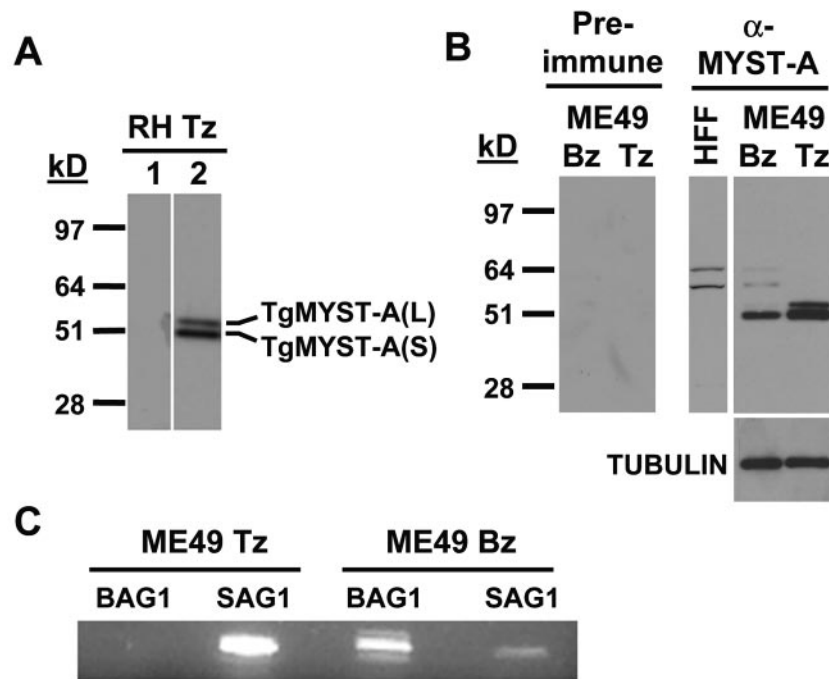 A
RH Tz
kD 1 2
97
64
51
28
TgMYST-A(L)
TgMYST-A(S)
B
Pre-
immune
α-
MYST-A
ME49
HFF
ME49
kD Bz Tz Bz Tz
97
64
51
28
TUBULIN
C
ME49 Tz ME49 Bz
BAG1 SAG1 BAG1 SAG1